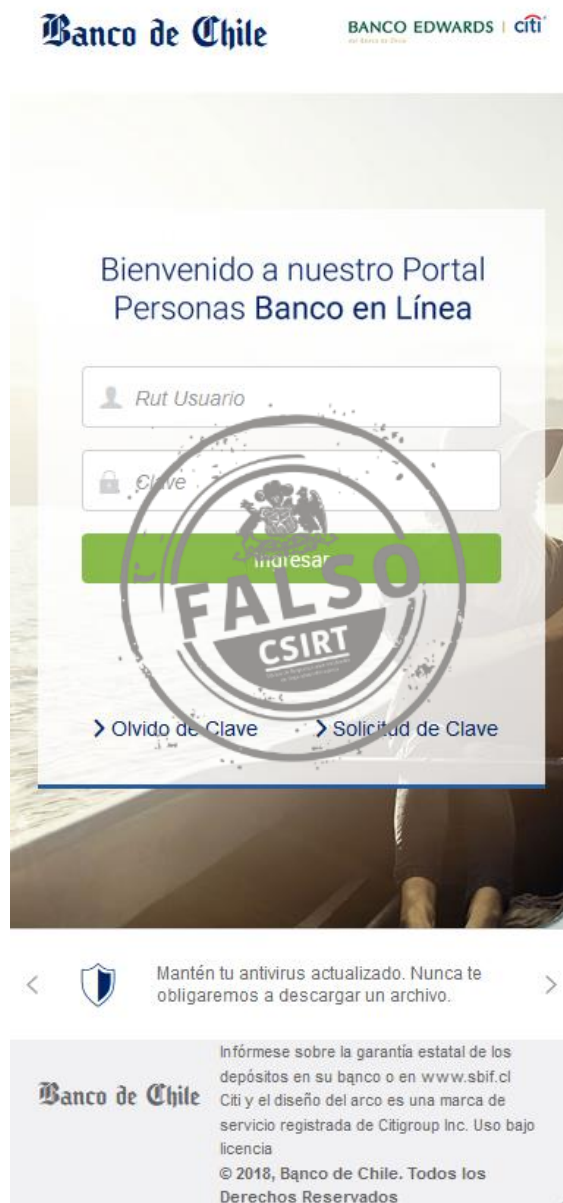 Banco de Chile
BANCO EDWARDS | citi
Bienvenido a nuestro Portal
Personas Banco en Línea
Rut Usuario
Clave
Ingresar
FALSO
CSIRT
Olvido de Clave
Solicitud de Clave
Mantén tu antivirus actualizado. Nunca te
obligaremos a descargar un archivo.
Banco de Chile
Infórmese sobre la garantía estatal de los
depósitos en su bąnco o en www.sbif.cl
Citi y el diseño del arco es una marca de
servicio registrada de Citigroup Inc. Uso bajo
licencia
© 2018, Bąnco de Chile. Todos los
Derechos Reservados